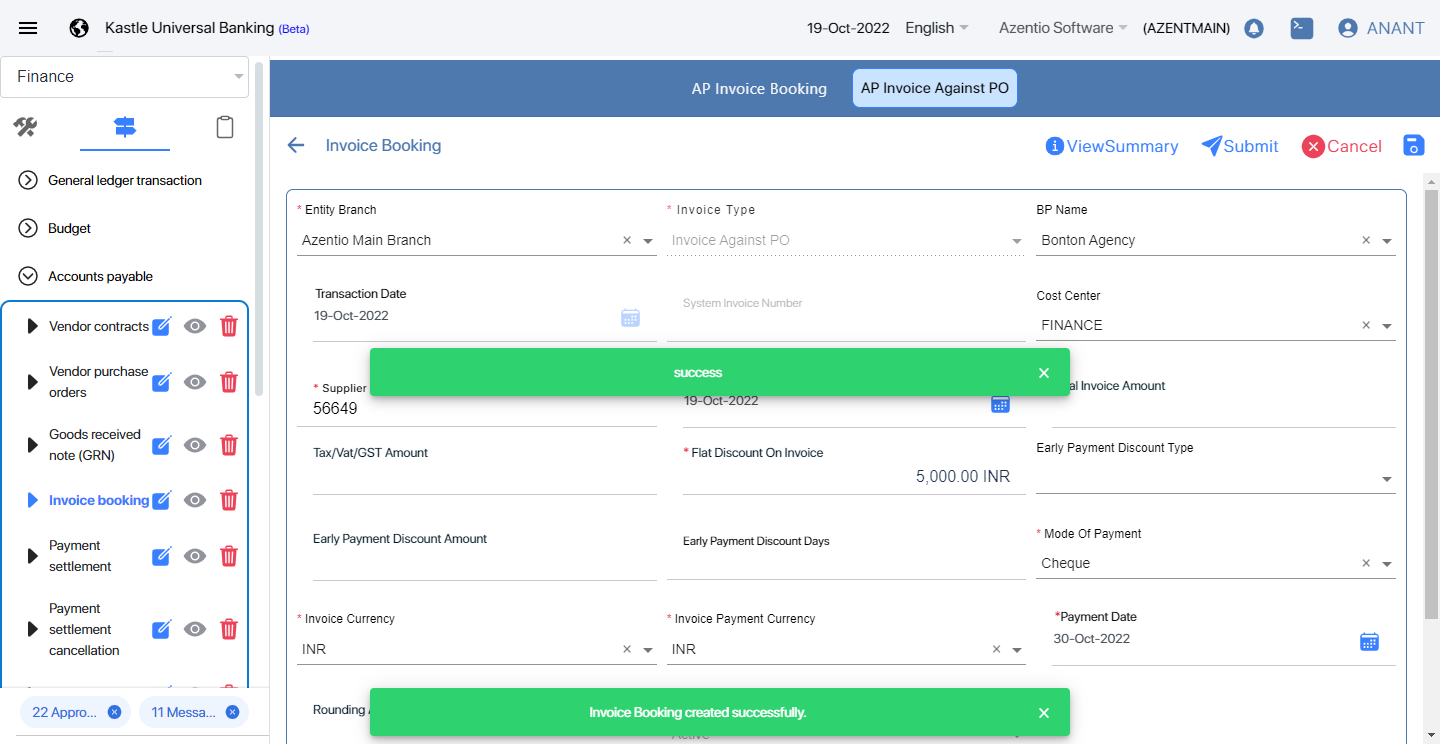 Kastle Universal Banking (Beta)
19-Oct-2022
English
Azentio Software
(AZENTMAIN)
ANANT
Finance
General ledger transaction
Budget
Accounts payable
Vendor contracts
Vendor purchase
orders
Goods received
note (GRN)
Invoice booking
Payment
settlement
Payment
settlement
cancellation
22 Appro...
11 Messa...
AP Invoice Booking
AP Invoice Against PO
Invoice Booking
ViewSummary
Submit
Cancel
* Entity Branch
Azentio Main Branch
* Invoice Type
Invoice Against PO
BP Name
Bonton Agency
Transaction Date
19-Oct-2022
System Invoice Number
Cost Center
FINANCE
success
* Supplier
56649
19-Oct-2022
Invoice Amount
Tax/Vat/GST Amount
* Flat Discount On Invoice
5,000.00 INR
Early Payment Discount Type
Early Payment Discount Amount
Early Payment Discount Days
* Mode Of Payment
Cheque
* Invoice Currency
INR
* Invoice Payment Currency
INR
*Payment Date
30-Oct-2022
Rounding
Invoice Booking created successfully.
Active